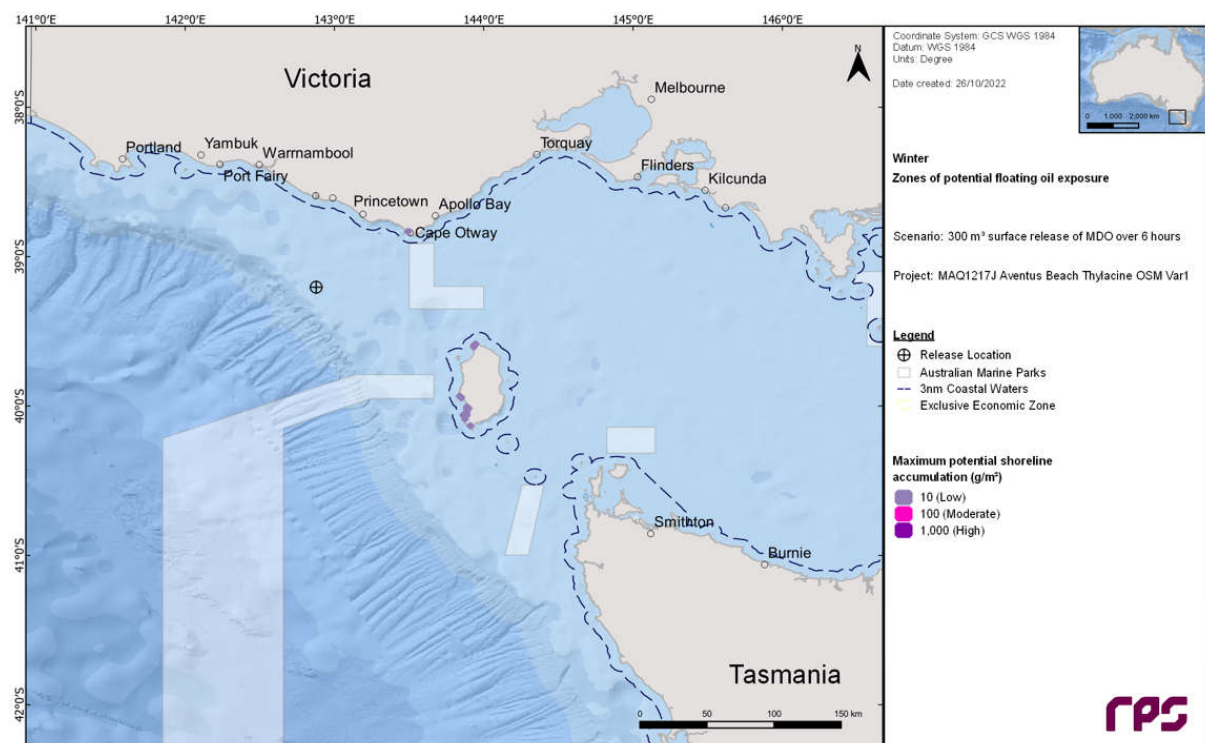 141°0'E 142°0'E 143°0'E 144°0'E 145°0'E 146°0'E
38°0'S
39°0'S
40°0'S
41°0'S
42°0'S
Victoria
N
Melbourne
Portland
Yambuk
Warrnambool
Port Fairy
Torquay
Flinders
Kilcunda
Princetown
Apollo Bay
Cape Otway
Smithton
Burnie
Tasmania
0 50 100 150 km
Coordinate System: GCS WGS 1984
Datum: WGS 1984
Units: Degree
Date created: 26/10/2022
0 1,000 2,000 km
Winter
Zones of potential floating oil exposure
Scenario: 300 m³ surface release of MDO over 6 hours
Project: MAQ1217J Aventus Beach Thylacine OSM Var1
Legend
Release Location
Australian Marine Parks
3nm Coastal Waters
Exclusive Economic Zone
Maximum potential shoreline
accumulation (g/m²)
10 (Low)
100 (Moderate)
1,000 (High)
rps